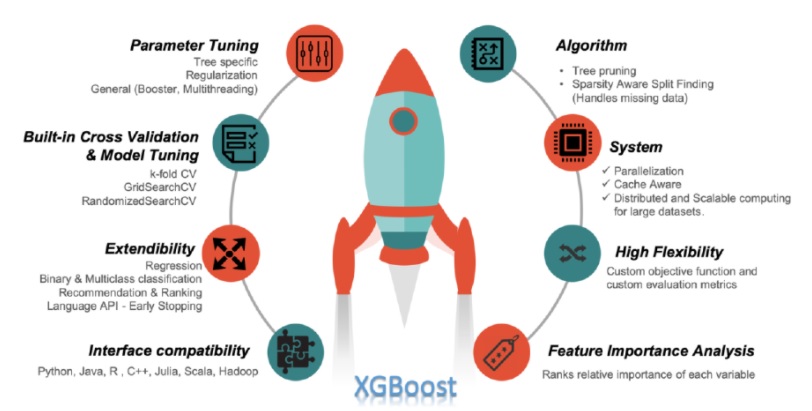 Parameter Tuning
Tree specific
Regularization
General (Booster, Multithreading)
Built-in Cross Validation
& Model Tuning
k-fold CV
GridSearchCV
RandomizedSearchCV
Extendibility
Regression
Binary & Multiclass classification
Recommendation & Ranking
Language API - Early Stopping
Interface compatibility
Python, Java, R , C++, Julia, Scala, Hadoop
Algorithm
• Tree pruning
• Sparsity Aware Split Finding
(Handles missing data)
System
✓ Parallelization
✓ Cache Aware
✓ Distributed and Scalable computing
for large datasets.
High Flexibility
Custom objective function and
custom evaluation metrics
Feature Importance Analysis
Ranks relative importance of each variable
XGBoost